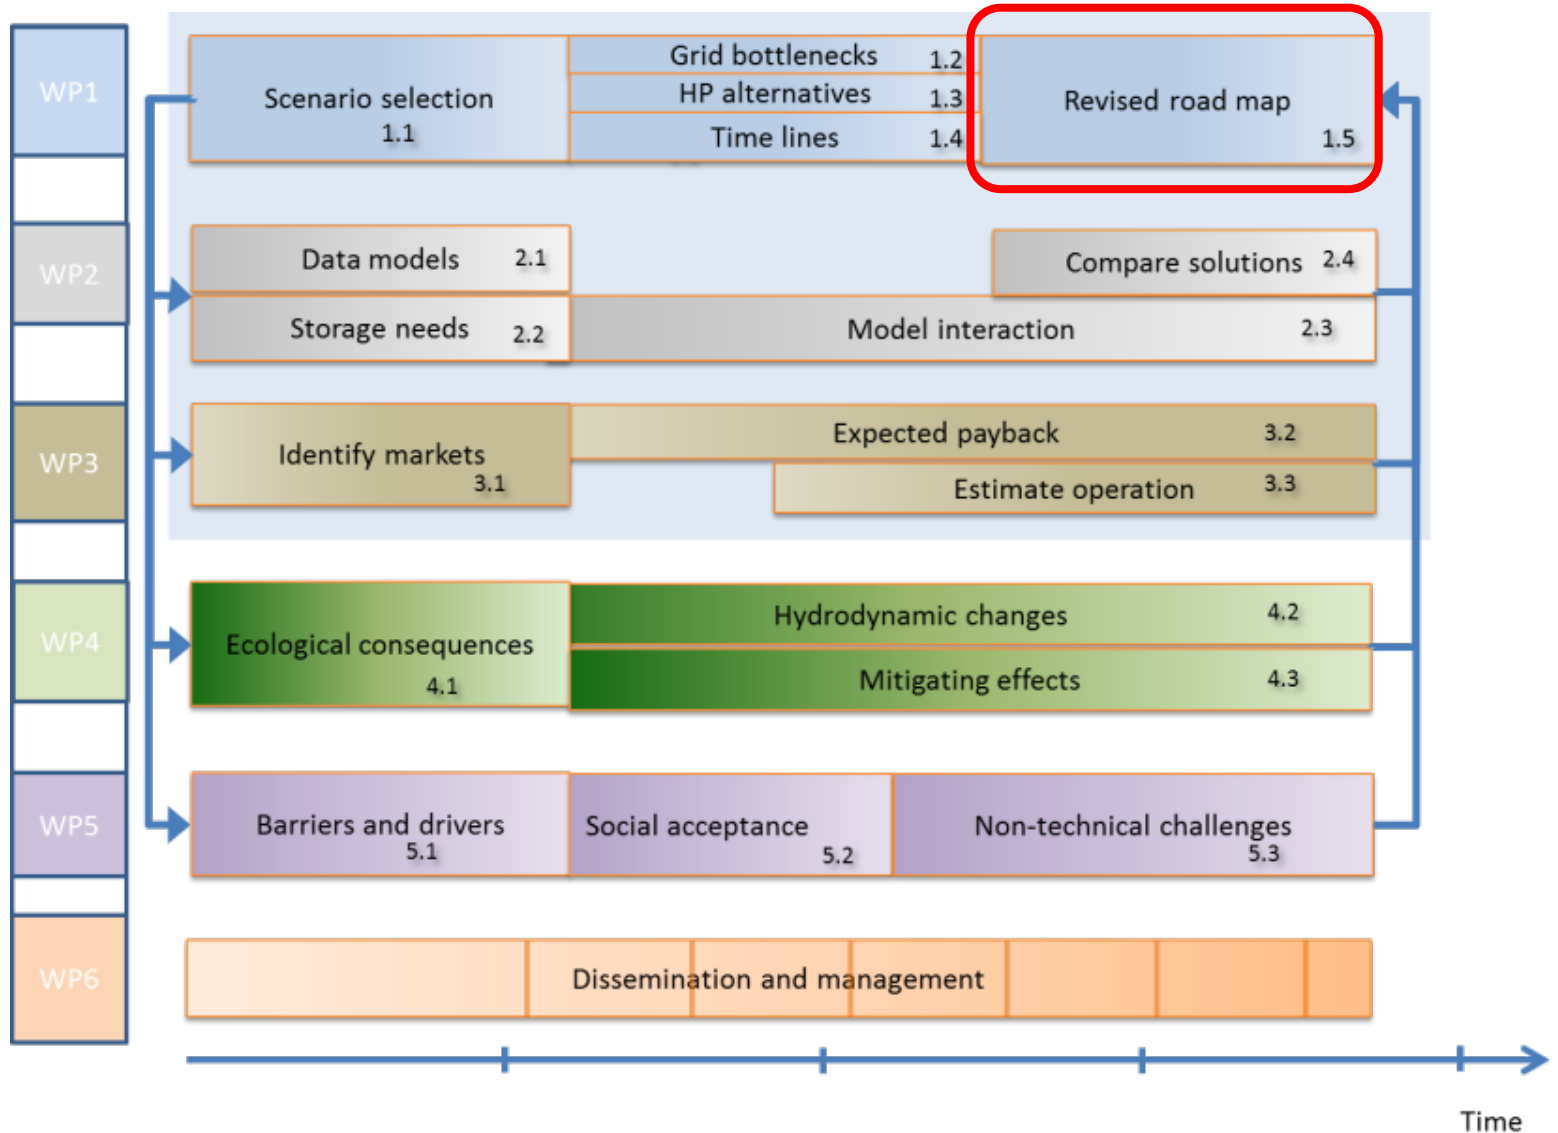 WP1
Scenario selection
1.1
Grid bottlenecks 1.2
HP alternatives 1.3
Time lines 1.4
Revised road map
1.5
WP2
Data models 2.1
Storage needs 2.2
Compare solutions 2.4
Model interaction 2.3
WP3
Identify markets
3.1
Expected payback 3.2
Estimate operation 3.3
WP4
Ecological consequences
4.1
Hydrodynamic changes 4.2
Mitigating effects 4.3
WP5
Barriers and drivers
5.1
Social acceptance
5.2
Non-technical challenges
5.3
WP6
Dissemination and management
Time